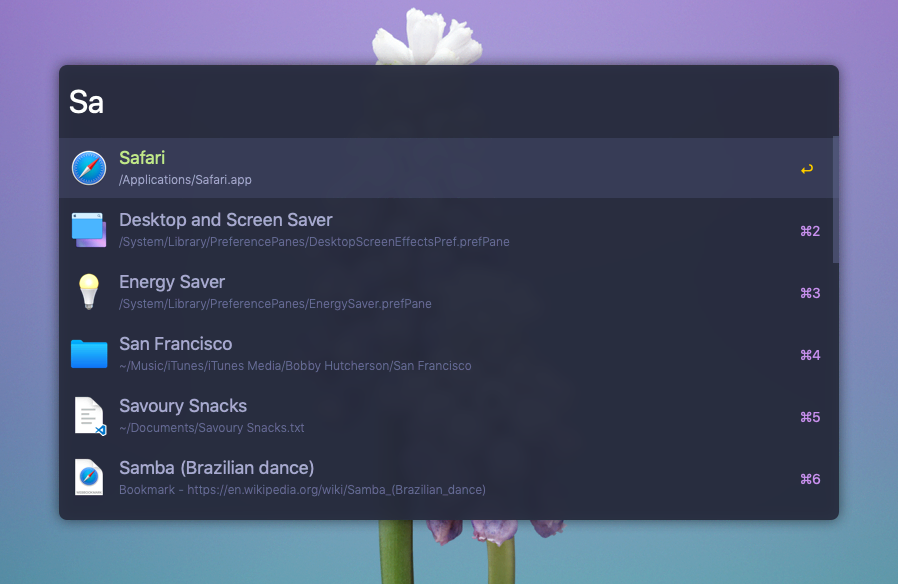 Sa
Safari
/Applications/Safari.app
↩
Desktop and Screen Saver
/System/Library/PreferencePanes/DesktopScreenEffectsPref.prefPane
⌘2
Energy Saver
/System/Library/PreferencePanes/EnergySaver.prefPane
⌘3
San Francisco
~/Music/iTunes/iTunes Media/Bobby Hutcherson/San Francisco
⌘4
Savoury Snacks
~/Documents/Savoury Snacks.txt
⌘5
Samba (Brazilian dance)
Bookmark - https://en.wikipedia.org/wiki/Samba_(Brazilian_dance)
⌘6